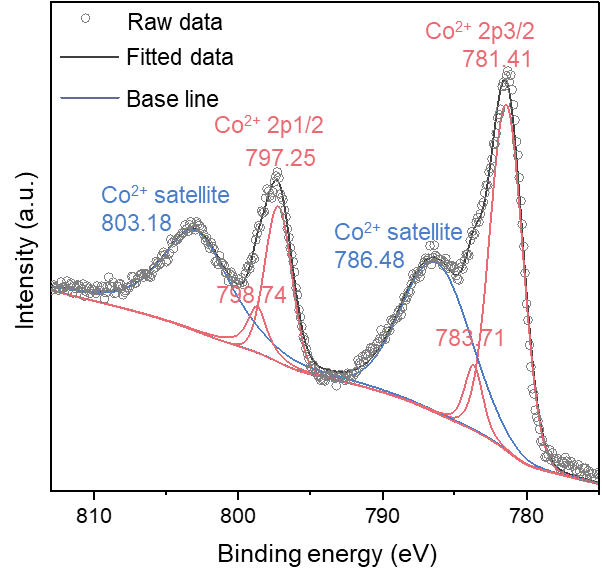 Raw data
Fitted data
Base line
Co²⁺ 2p3/2
781.41
Co²⁺ 2p1/2
797.25
Co²⁺ satellite
803.18
Co²⁺ satellite
786.48
798.74
783.71
Intensity (a.u.)
810 800 790 780
Binding energy (eV)